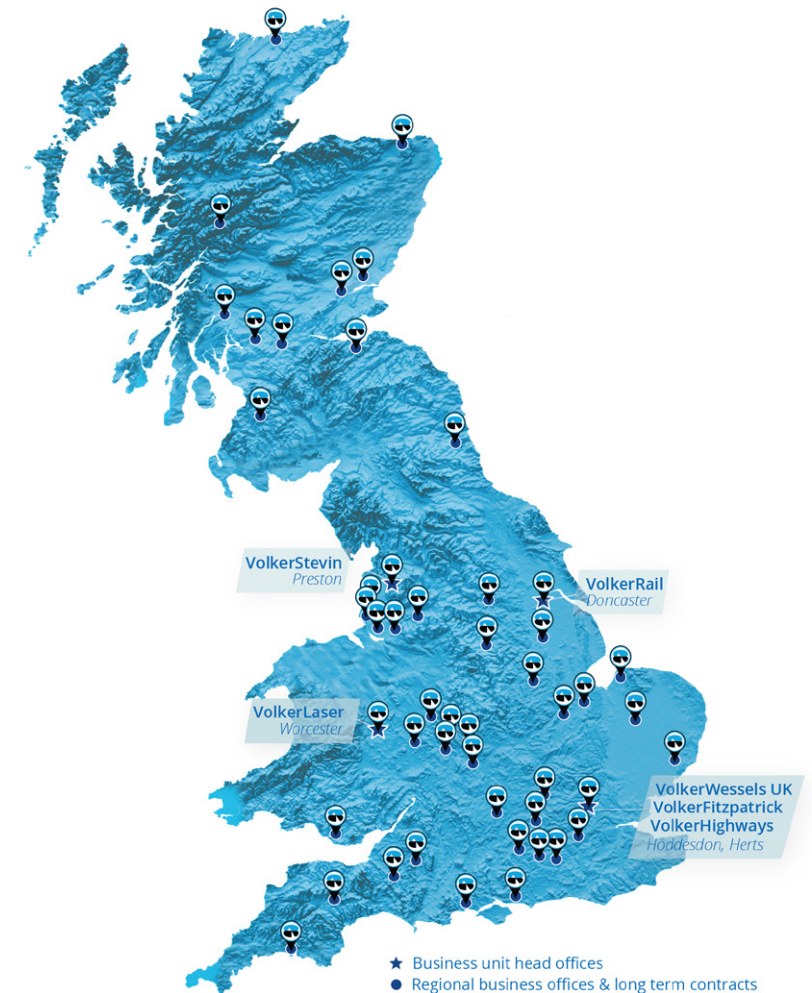 VolkerStevin
Preston
VolkerRail
Doncaster
VolkerLaser
Worcester
VolkerWessels UK
VolkerFitzpatrick
VolkerHighways
Hoddesdon, Herts
Business unit head offices
Regional business offices & long term contracts